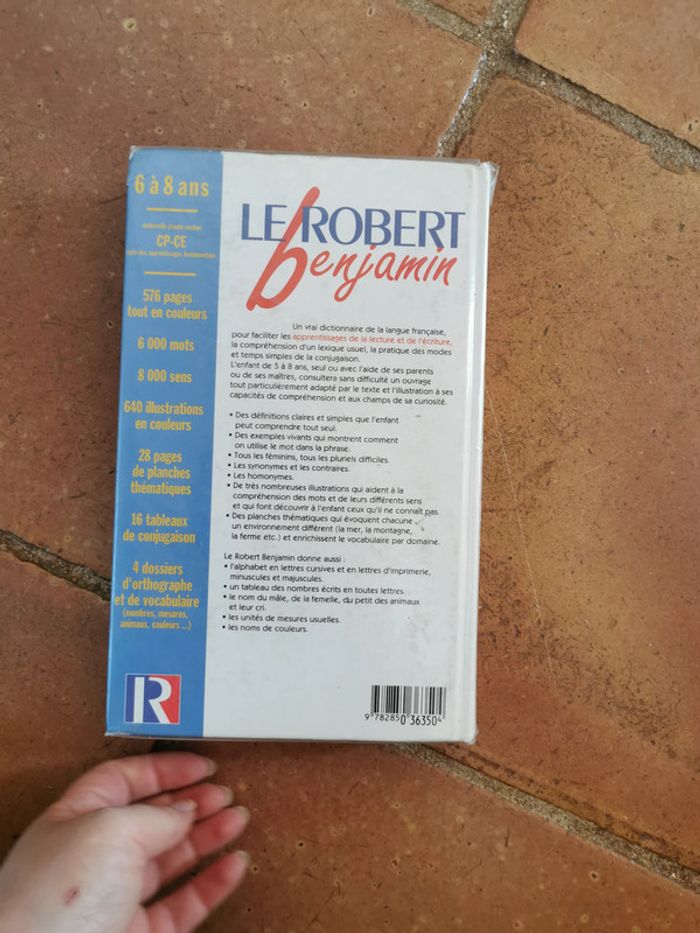 6 à 8 ans
maternelle grande section
CP-CE
cycle des apprentissages fondamentaux
576 pages
tout en couleurs
6 000 mots
8 000 sens
640 illustrations
en couleurs
28 pages
de planches
thématiques
16 tableaux
de conjugaison
4 dossiers
d'orthographe
et de vocabulaire
(nombres, mesures,
animaux, couleurs ...)
R
LE ROBERT
benjamin
Un vrai dictionnaire de la langue française,
pour faciliter les apprentissages de la lecture et de l'écriture,
la compréhension d'un lexique usuel, la pratique des modes
et temps simples de la conjugaison.
L'enfant de 5 à 8 ans, seul ou avec l'aide de ses parents
ou de ses maîtres, consultera sans difficulté un ouvrage
tout particulièrement adapté par le texte et l'illustration à ses
capacités de compréhension et aux champs de sa curiosité.
• Des définitions claires et simples que l'enfant
peut comprendre tout seul.
• Des exemples vivants qui montrent comment
on utilise le mot dans la phrase.
• Tous les féminins, tous les pluriels difficiles.
• Les synonymes et les contraires.
• Les homonymes.
• De très nombreuses illustrations qui aident à la
compréhension des mots et de leurs différents sens
et qui font découvrir à l'enfant ceux qu'il ne connaît pas.
• Des planches thématiques qui évoquent chacune
un environnement différent (la mer, la montagne,
la ferme etc.) et enrichissent le vocabulaire par domaine.
Le Robert Benjamin donne aussi :
• l'alphabet en lettres cursives et en lettres d'imprimerie,
minuscules et majuscules.
• un tableau des nombres écrits en toutes lettres.
• le nom du mâle, de la femelle, du petit des animaux
et leur cri.
• les unités de mesures usuelles.
• les noms de couleurs.
9 782850 363504